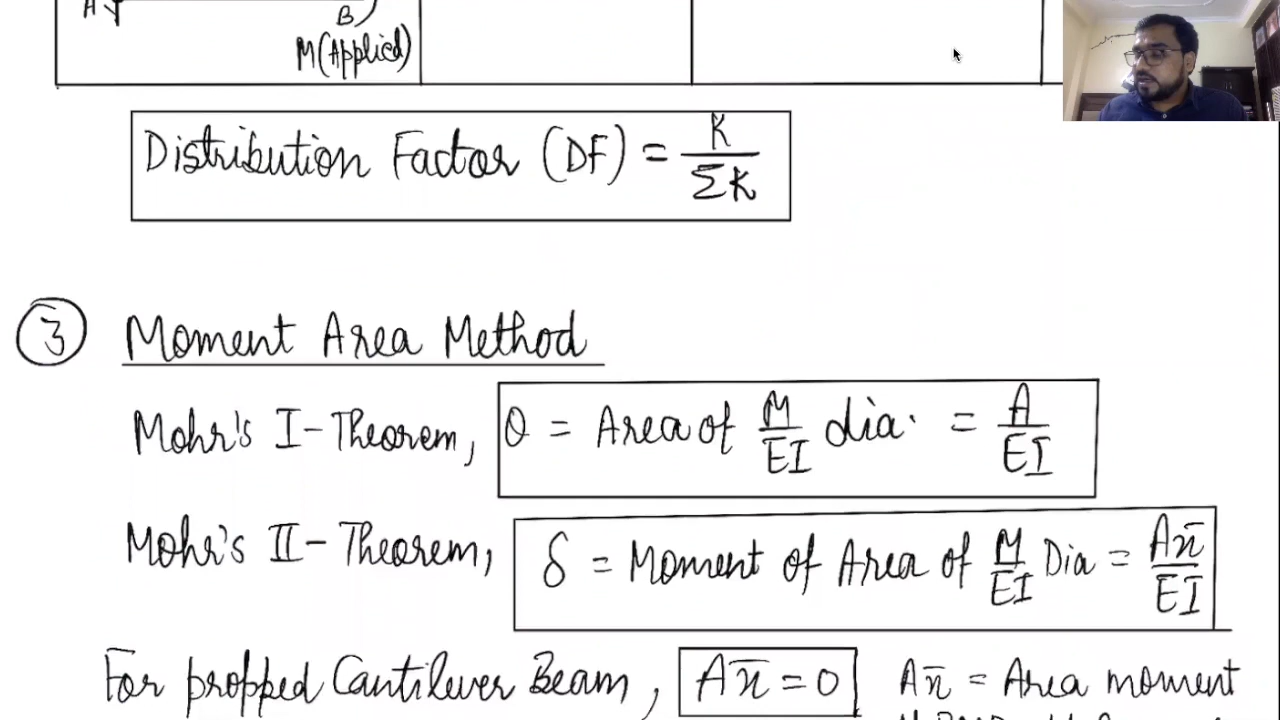 A
B
M(Applied)
Distribution Factor (DF) = K/ΣK
3 Moment Area Method
Mohr's I-Theorem, θ = Area of M/EI dia. = A/EI
Mohr's II-Theorem, δ = Moment of Area of M/EI Dia = Ax̄/EI
For propped Cantilever Beam, Ax̄ = 0 Ax̄ = Area moment